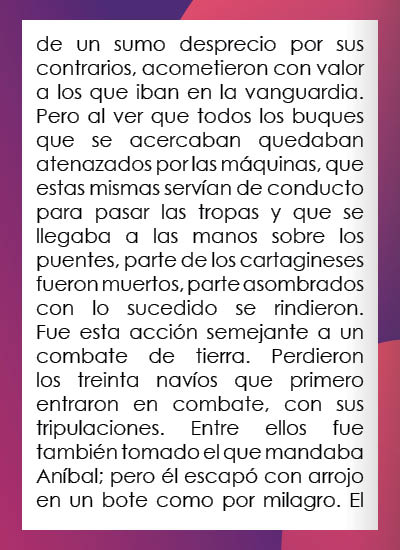 de un sumo desprecio por sus
contrarios, acometieron con valor
a los que iban en la vanguardia.
Pero al ver que todos los buques
que se acercaban quedaban
atenazados por las máquinas, que
estas mismas servían de conducto
para pasar las tropas y que se
llegaba a las manos sobre los
puentes, parte de los cartagineses
fueron muertos, parte asombrados
con lo sucedido se rindieron.
Fue esta acción semejante a un
combate de tierra. Perdieron
los treinta navíos que primero
entraron en combate, con sus
tripulaciones. Entre ellos fue
también tomado el que mandaba
Aníbal; pero él escapó con arrojo
en un bote como por milagro. El